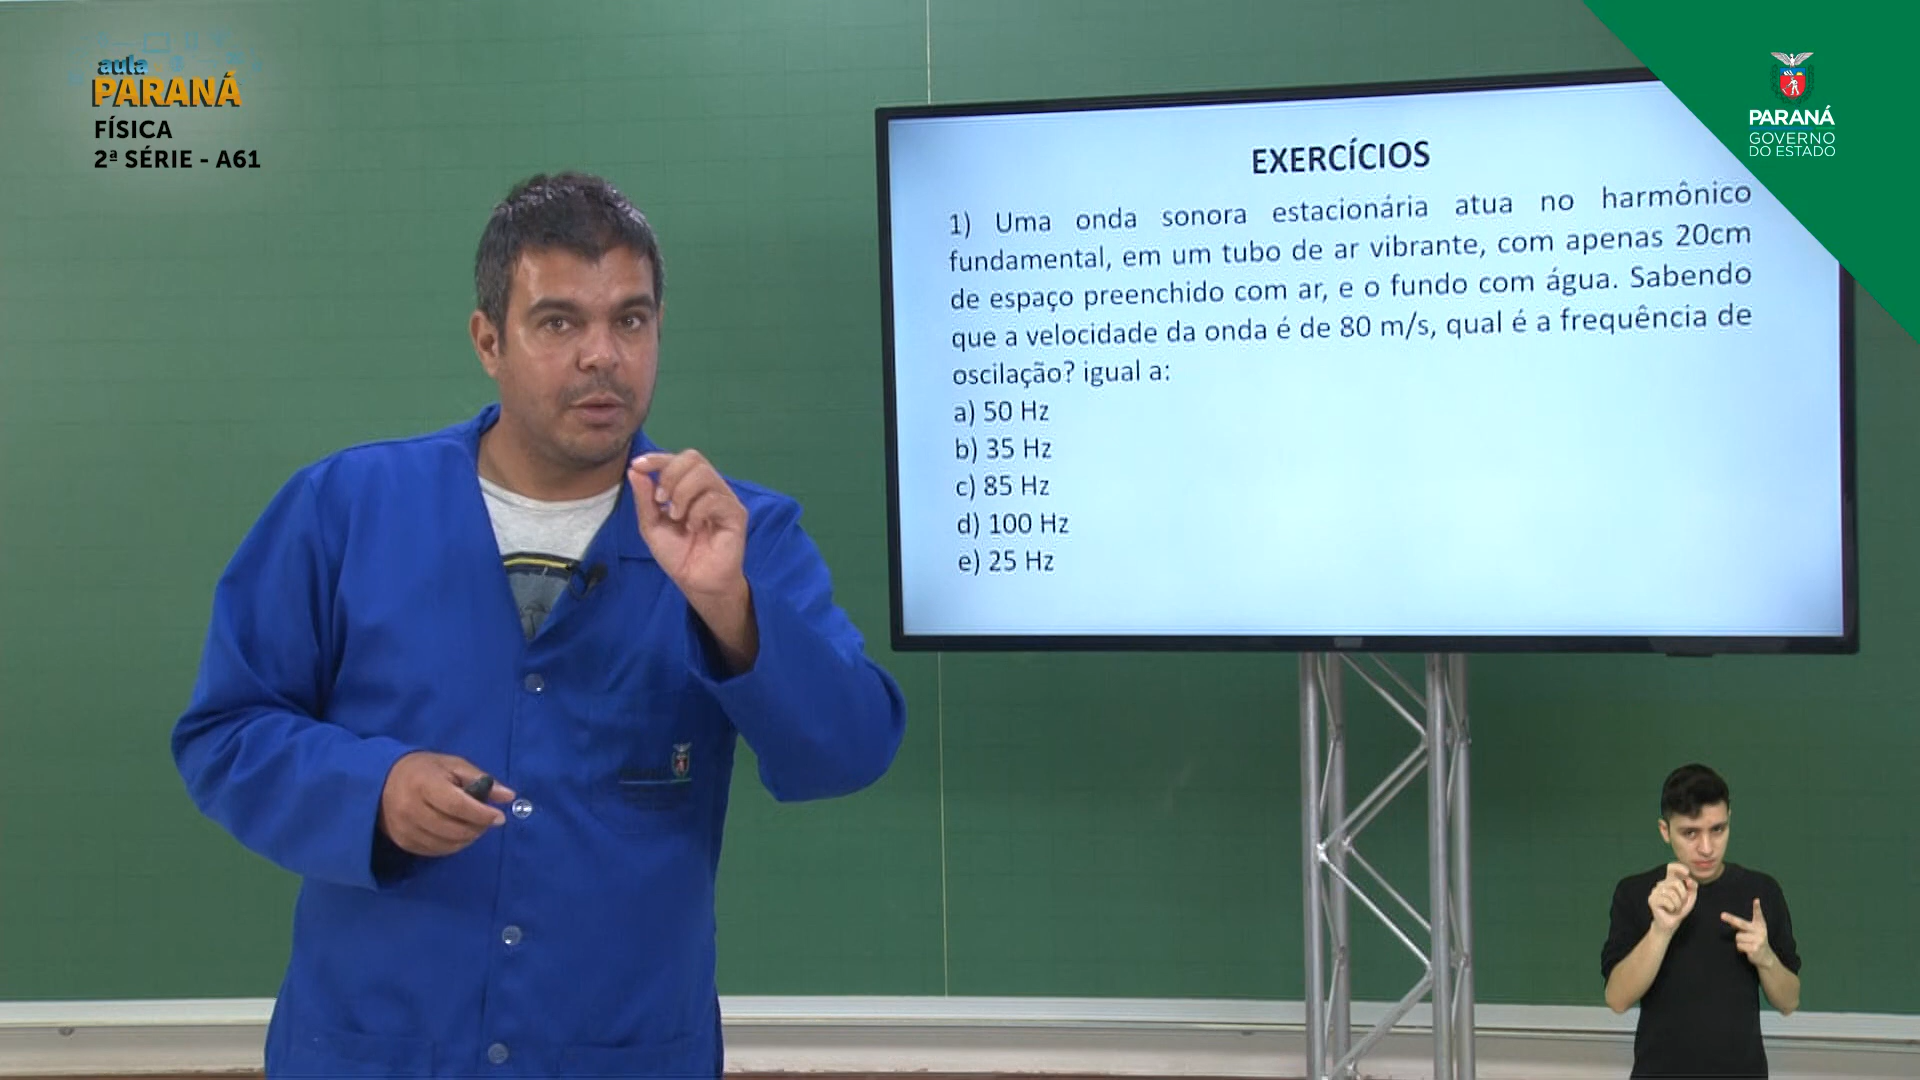 aula
PARANÁ
FÍSICA
2ª SÉRIE - A61
PARANÁ
GOVERNO
DO ESTADO
EXERCÍCIOS
1) Uma onda sonora estacionária atua no harmônico
fundamental, em um tubo de ar vibrante, com apenas 20cm
de espaço preenchido com ar, e o fundo com água. Sabendo
que a velocidade da onda é de 80 m/s, qual é a frequência de
oscilação? igual a:
a) 50 Hz
b) 35 Hz
c) 85 Hz
d) 100 Hz
e) 25 Hz